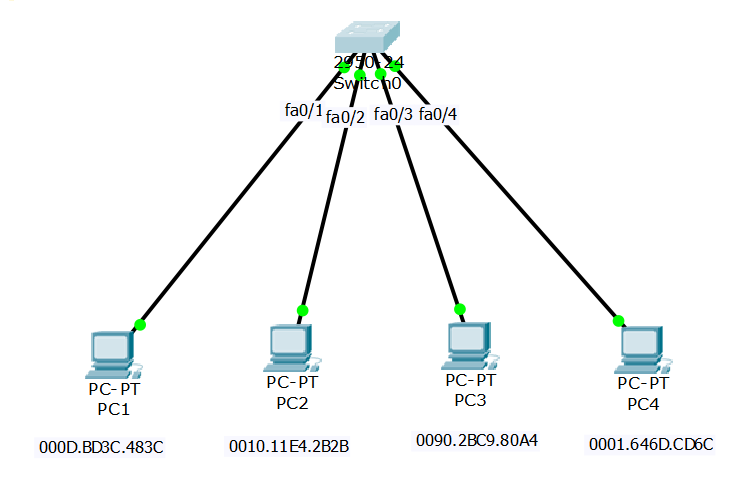 2950-24
Switch0
fa0/1 fa0/2 fa0/3 fa0/4
PC-PT
PC1
PC-PT
PC2
PC-PT
PC3
PC-PT
PC4
000D.BD3C.483C
0010.11E4.2B2B
0090.2BC9.80A4
0001.646D.CD6C